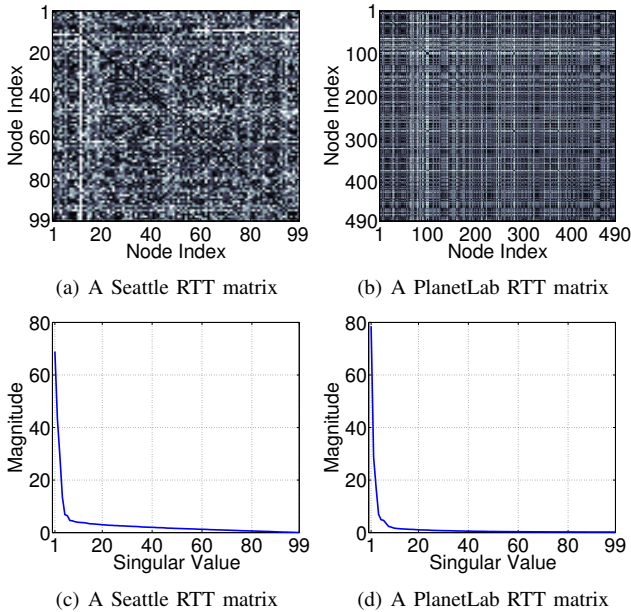 1
20
40
60
80
99
Node Index
1 20 40 60 80 99
Node Index
(a) A Seattle RTT matrix
1
100
200
300
400
490
Node Index
1 100 200 300 400 490
Node Index
(b) A PlanetLab RTT matrix
80
60
40
20
0
Magnitude
1 20 40 60 80 99
Singular Value
(c) A Seattle RTT matrix
80
60
40
20
0
Magnitude
1 20 40 60 80 99
Singular Value
(d) A PlanetLab RTT matrix